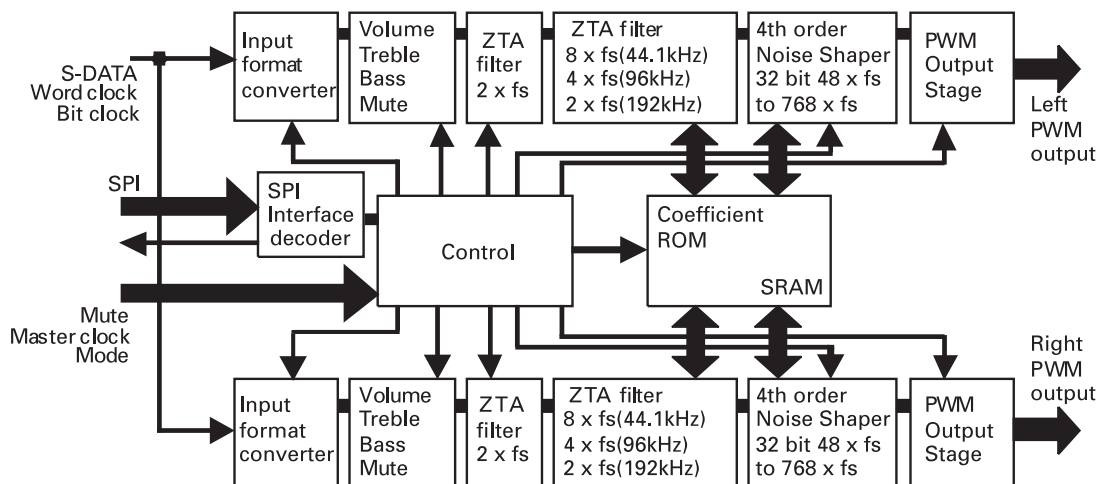 S-DATA
Word clock
Bit clock
Input
format
converter
Volume
Treble
Bass
Mute
ZTA
filter
2 x fs
ZTA filter
8 x fs(44.1kHz)
4 x fs(96kHz)
2 x fs(192kHz)
4th order
Noise Shaper
32 bit 48 x fs
to 768 x fs
PWM
Output
Stage
Left
PWM
output
SPI
SPI
Interface
decoder
Control
Coefficient
ROM
SRAM
Mute
Master clock
Mode
Input
format
converter
Volume
Treble
Bass
Mute
ZTA
filter
2 x fs
ZTA filter
8 x fs(44.1kHz)
4 x fs(96kHz)
2 x fs(192kHz)
4th order
Noise Shaper
32 bit 48 x fs
to 768 x fs
PWM
Output
Stage
Right
PWM
output